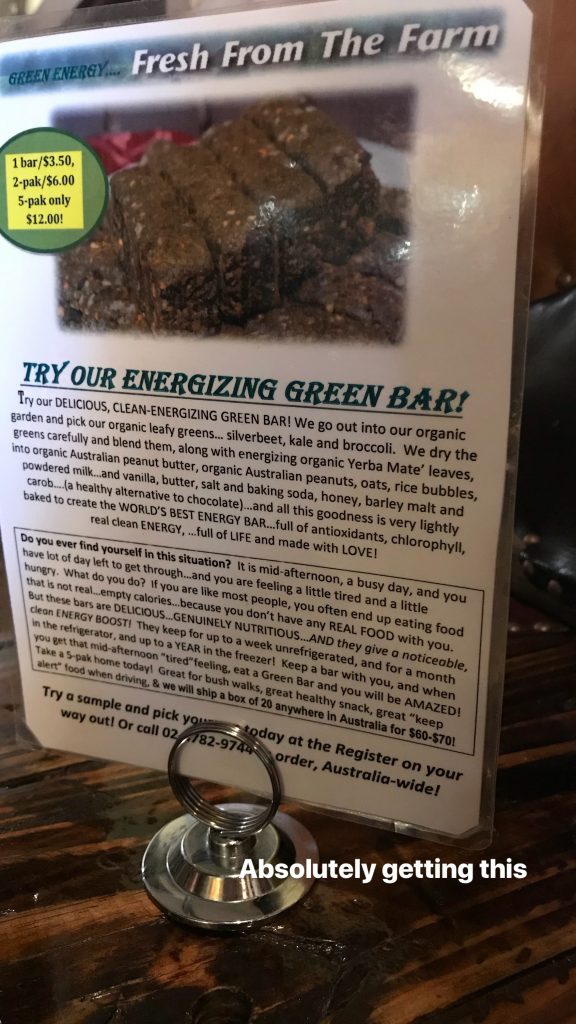 GREEN ENERGY.... Fresh From The Farm
1 bar/$3.50,
2-pak/$6.00
5-pak only
$12.00!
TRY OUR ENERGIZING GREEN BAR!
Try our DELICIOUS, CLEAN-ENERGIZING GREEN BAR! We go out into our organic
garden and pick our organic leafy greens... silverbeet, kale and broccoli. We dry the
greens carefully and blend them, along with energizing organic Yerba Mate' leaves,
into organic Australian peanut butter, organic Australian peanuts, oats, rice bubbles,
powdered milk...and vanilla, butter, salt and baking soda, honey, barley malt and
carob....(a healthy alternative to chocolate)...and all this goodness is very lightly
baked to create the WORLD'S BEST ENERGY BAR...full of antioxidants, chlorophyll,
real clean ENERGY, ...full of LIFE and made with LOVE!
Do you ever find yourself in this situation? It is mid-afternoon, a busy day, and you
have lot of day left to get through...and you are feeling a little tired and a little
hungry. What do you do? If you are like most people, you often end up eating food
that is not real...empty calories...because you don't have any REAL FOOD with you.
But these bars are DELICIOUS...GENUINELY NUTRITIOUS...AND they give a noticeable,
clean ENERGY BOOST! They keep for up to a week unrefrigerated, and for a month
in the refrigerator, and up to a YEAR in the freezer! Keep a bar with you, and when
you get that mid-afternoon "tired"feeling, eat a Green Bar and you will be AMAZED!
Take a 5-pak home today! Great for bush walks, great healthy snack, great "keep
alert" food when driving, & we will ship a box of 20 anywhere in Australia for $60-$70!
Try a sample and pick today at the Register on your
way out! Or call 02 4782-9744 order, Australia-wide!
Absolutely getting this